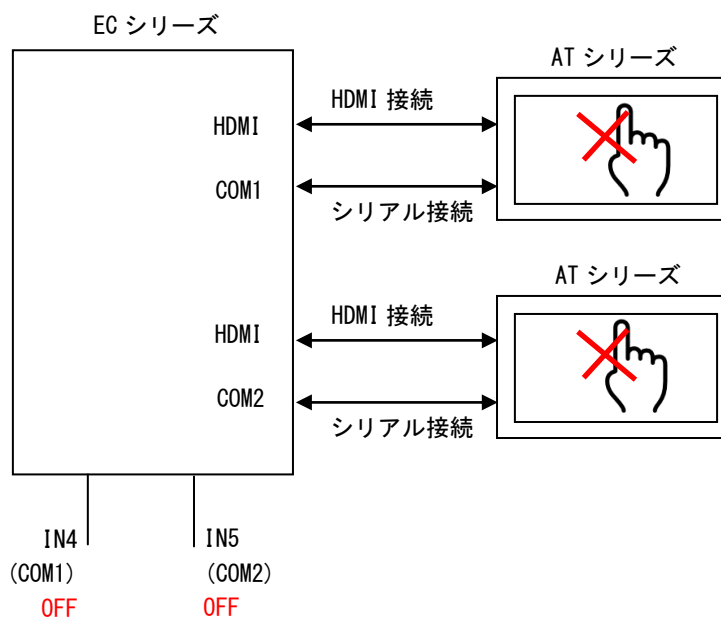 EC シリーズ
AT シリーズ
HDMI 接続
HDMI
COM1
シリアル接続
AT シリーズ
HDMI 接続
HDMI
COM2
シリアル接続
IN4
(COM1)
OFF
IN5
(COM2)
OFF